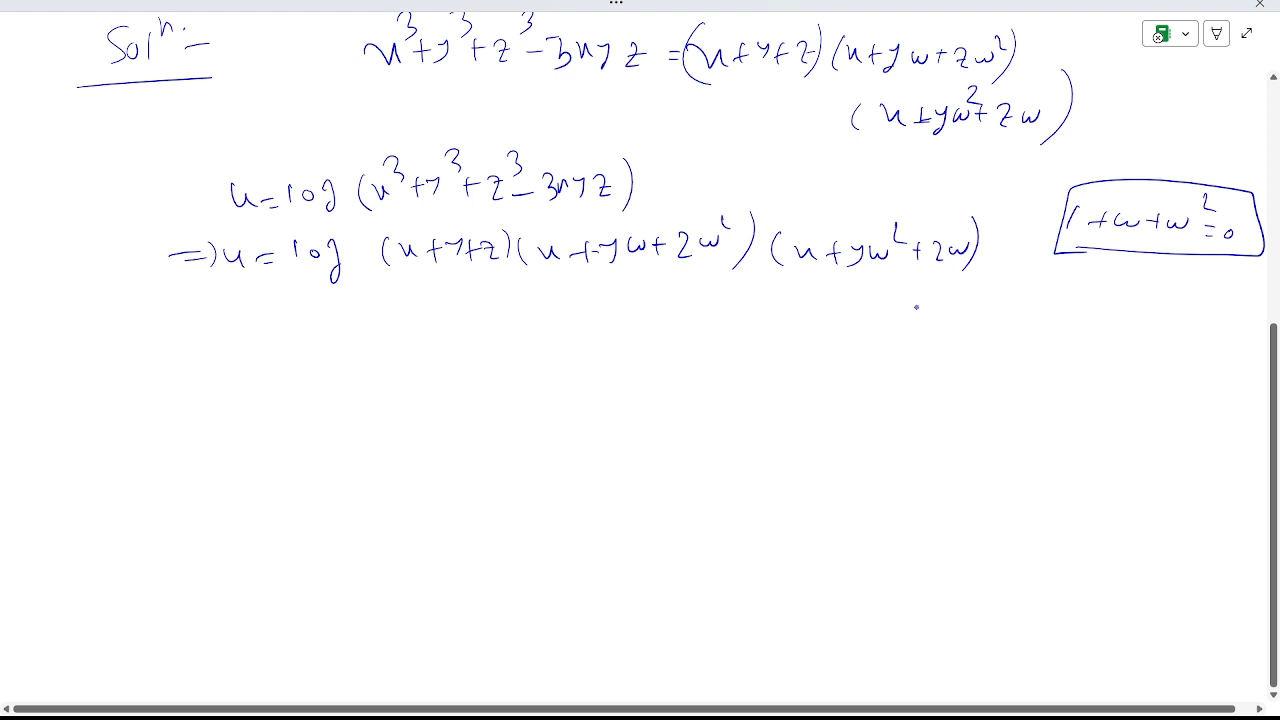 Solⁿ:-
x³+y³+z³-3xyz = (x+y+z)(x+yω+zω²)
(x+yω²+zω)
u = log (x³+y³+z³-3xyz)
1+ω+ω²=0
⇒ u = log (x+y+z)(x+yω+zω²)(x+yω²+zω)